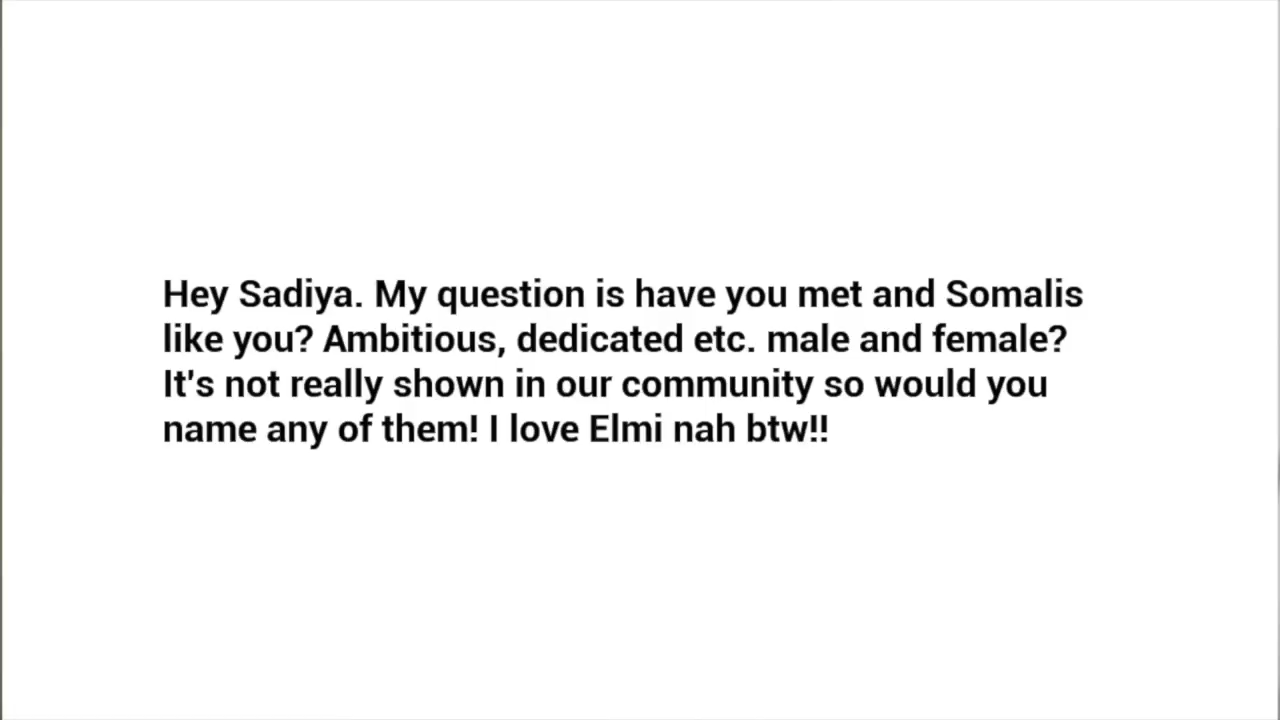 Hey Sadiya. My question is have you met and Somalis
like you? Ambitious, dedicated etc. male and female?
It's not really shown in our community so would you
name any of them! I love Elmi nah btw!!